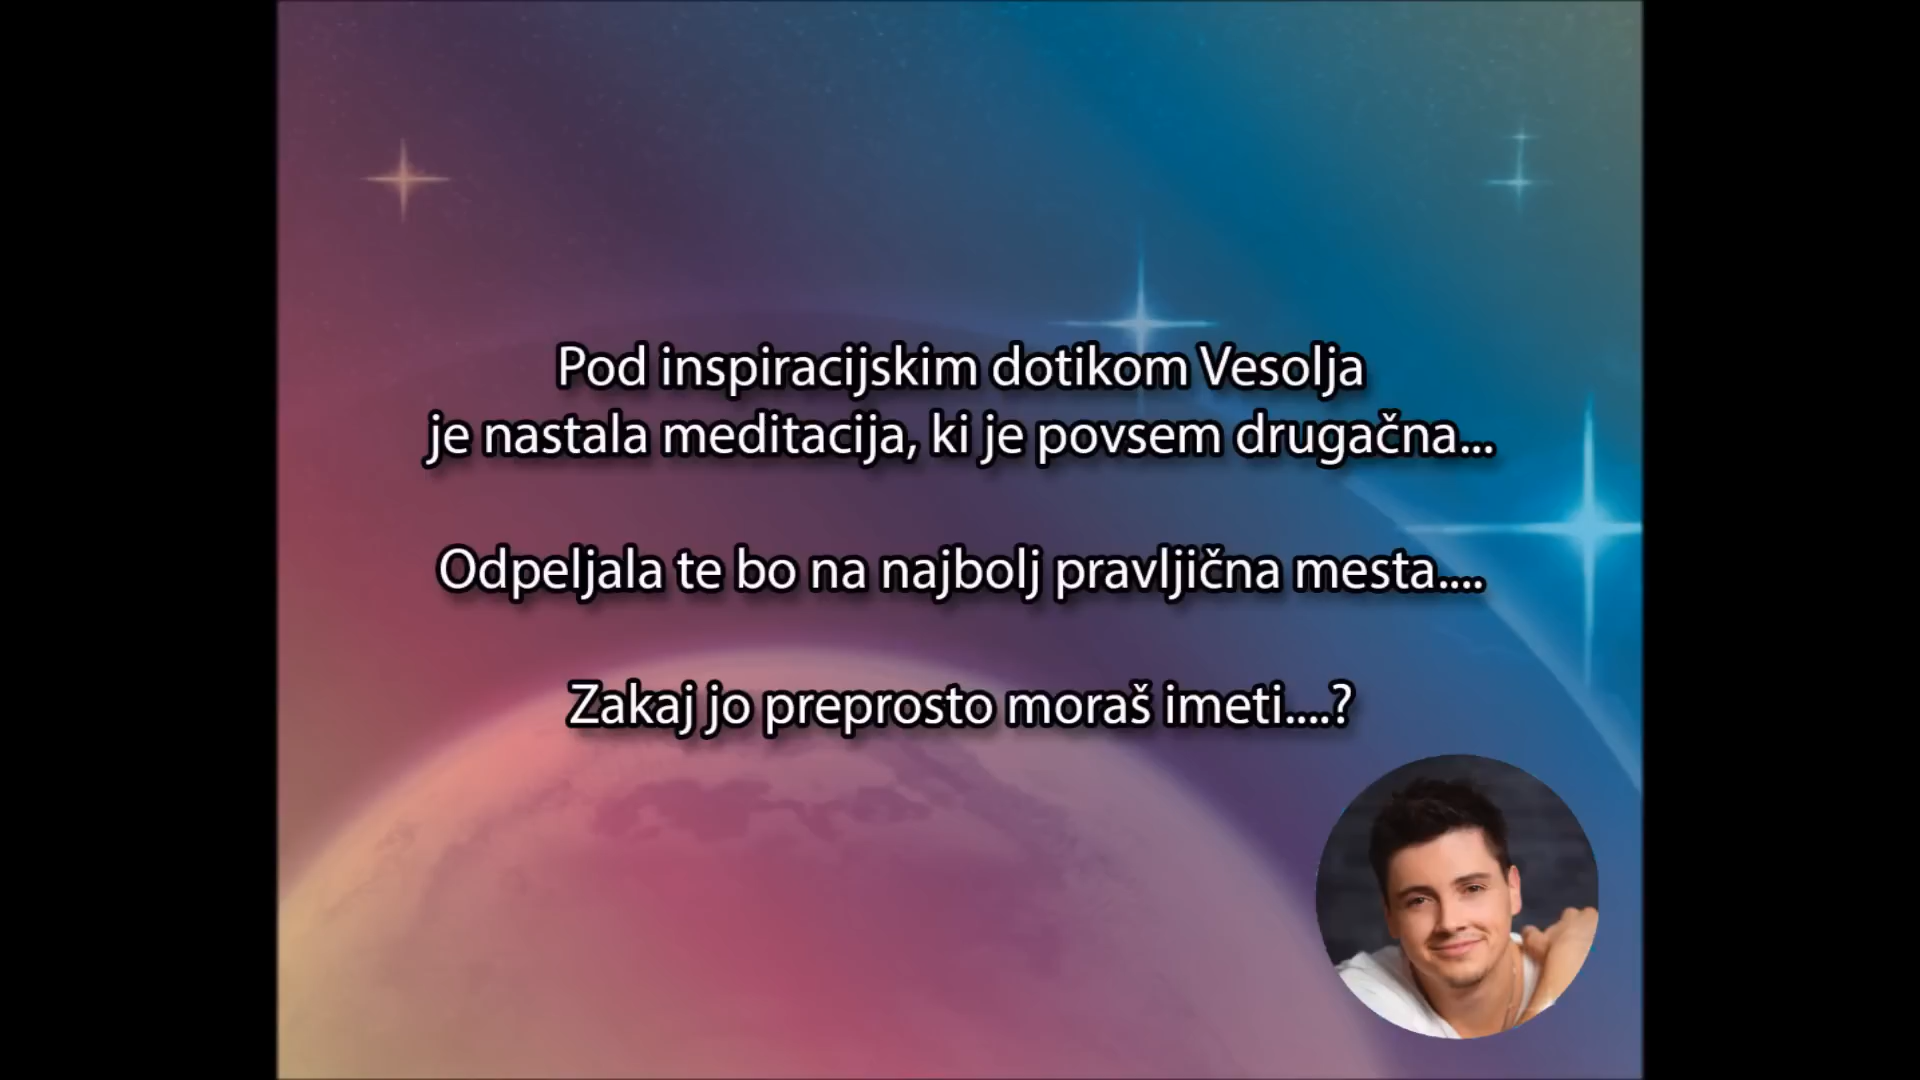 Pod inspiracijskim dotikom Vesolja
je nastala meditacija, ki je povsem drugačna...
Odpeljala te bo na najbolj pravljična mesta....
Zakaj jo preprosto moraš imeti....?